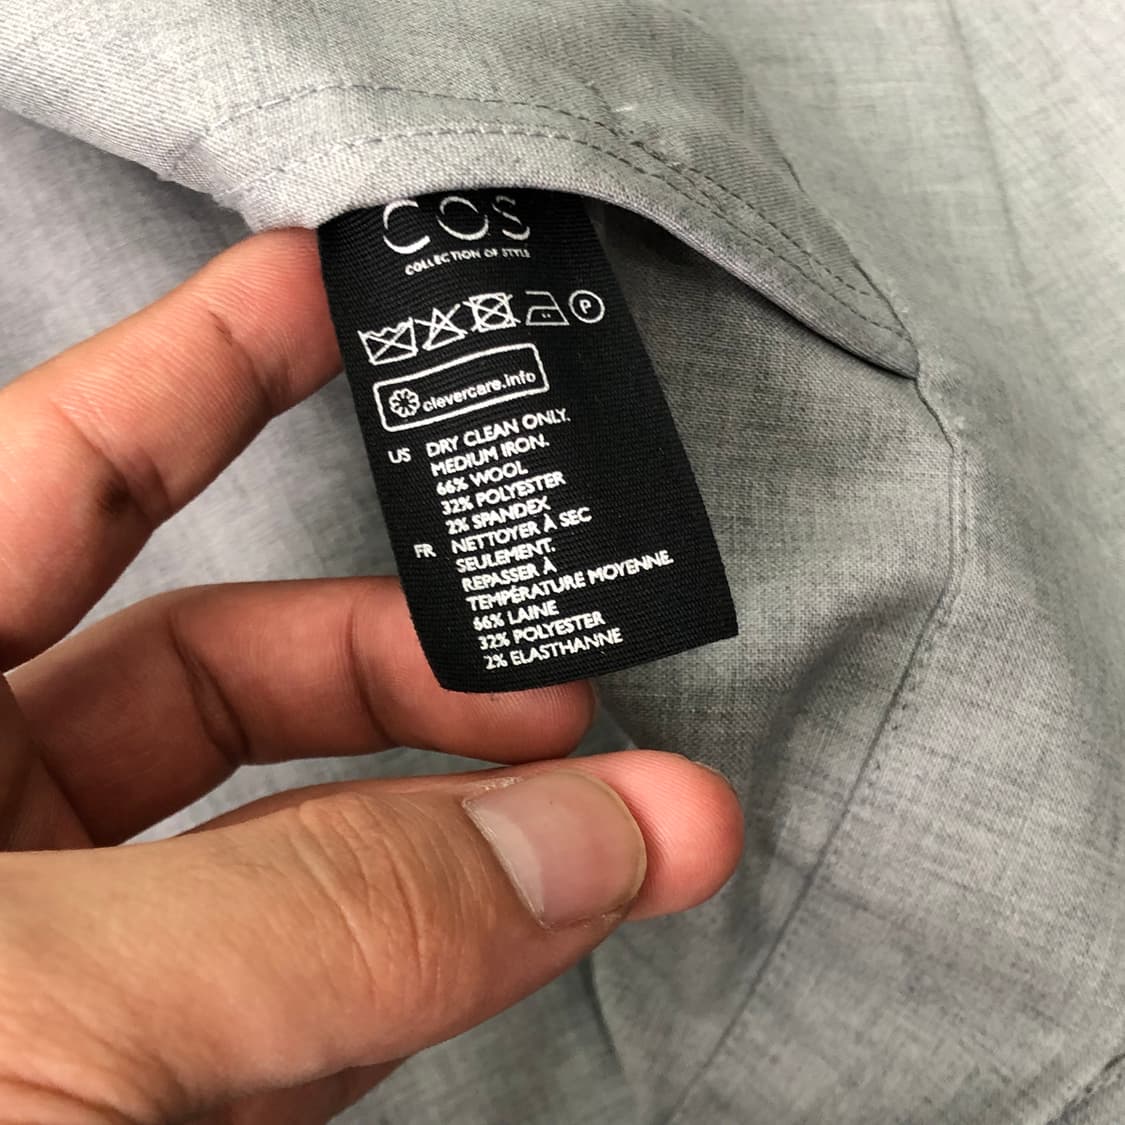 COS
COLLECTION OF STYLE
P
clevercare.info
US DRY CLEAN ONLY.
MEDIUM IRON.
66% WOOL
32% POLYESTER
2% SPANDEX
FR NETTOYER À SEC
SEULEMENT.
REPASSER À
TEMPÉRATURE MOYENNE.
66% LAINE
32% POLYESTER
2% ELASTHANNE